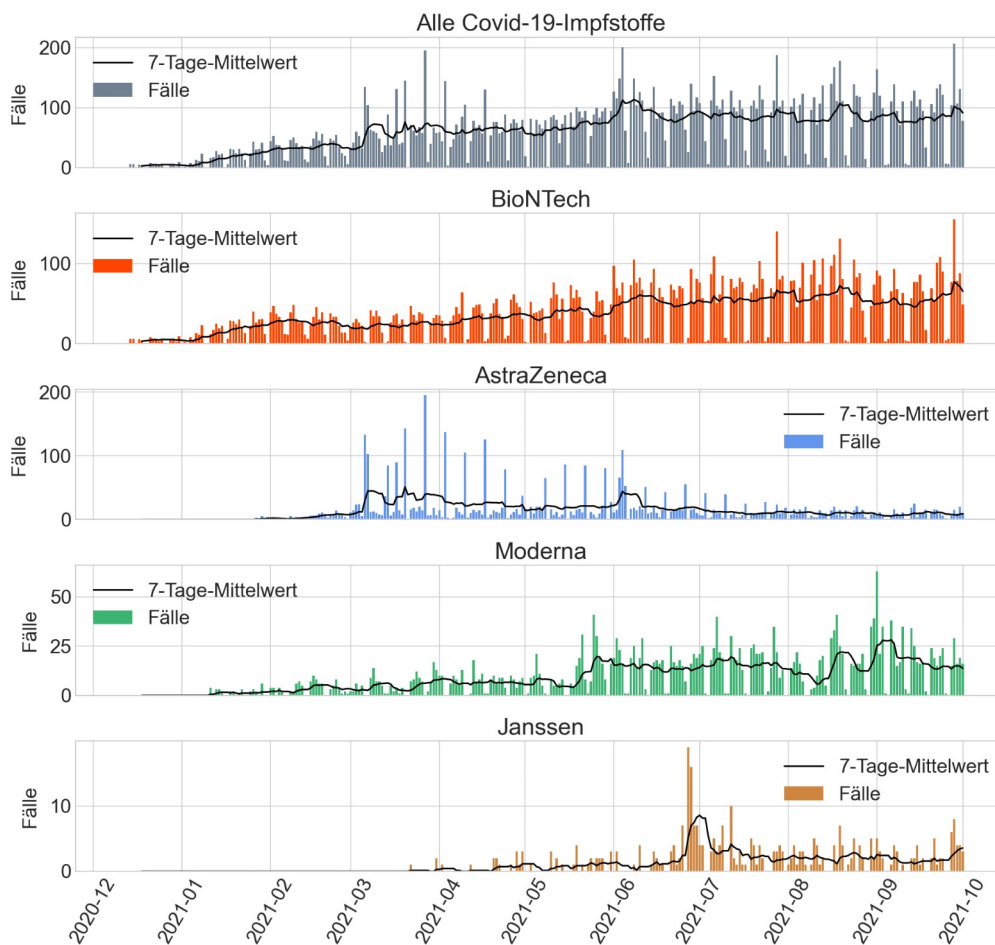 Alle Covid-19-Impfstoffe
200
100
0
Fälle
7-Tage-Mittelwert
Fälle
BioNTech
100
0
Fälle
7-Tage-Mittelwert
Fälle
AstraZeneca
200
100
0
Fälle
7-Tage-Mittelwert
Fälle
Moderna
50
25
0
Fälle
7-Tage-Mittelwert
Fälle
Janssen
10
0
Fälle
7-Tage-Mittelwert
Fälle
2020-12
2021-01
2021-02
2021-03
2021-04
2021-05
2021-06
2021-07
2021-08
2021-09
2021-10